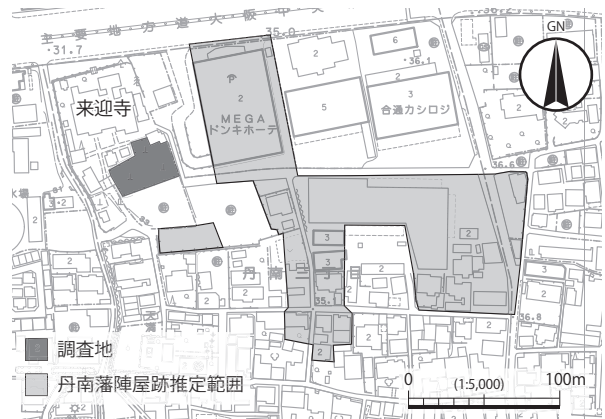 主要地方道大阪中央
31.7
35.0
36.2
GN
6
2
36.1
来迎寺
P
2
2
MEGA
ドンキホーテ
5
3
合通カシロジ
36.6
3
3
2
丹南三丁目
35.1
36.8
調査地
丹南藩陣屋跡推定範囲
0
(1:5,000)
100m